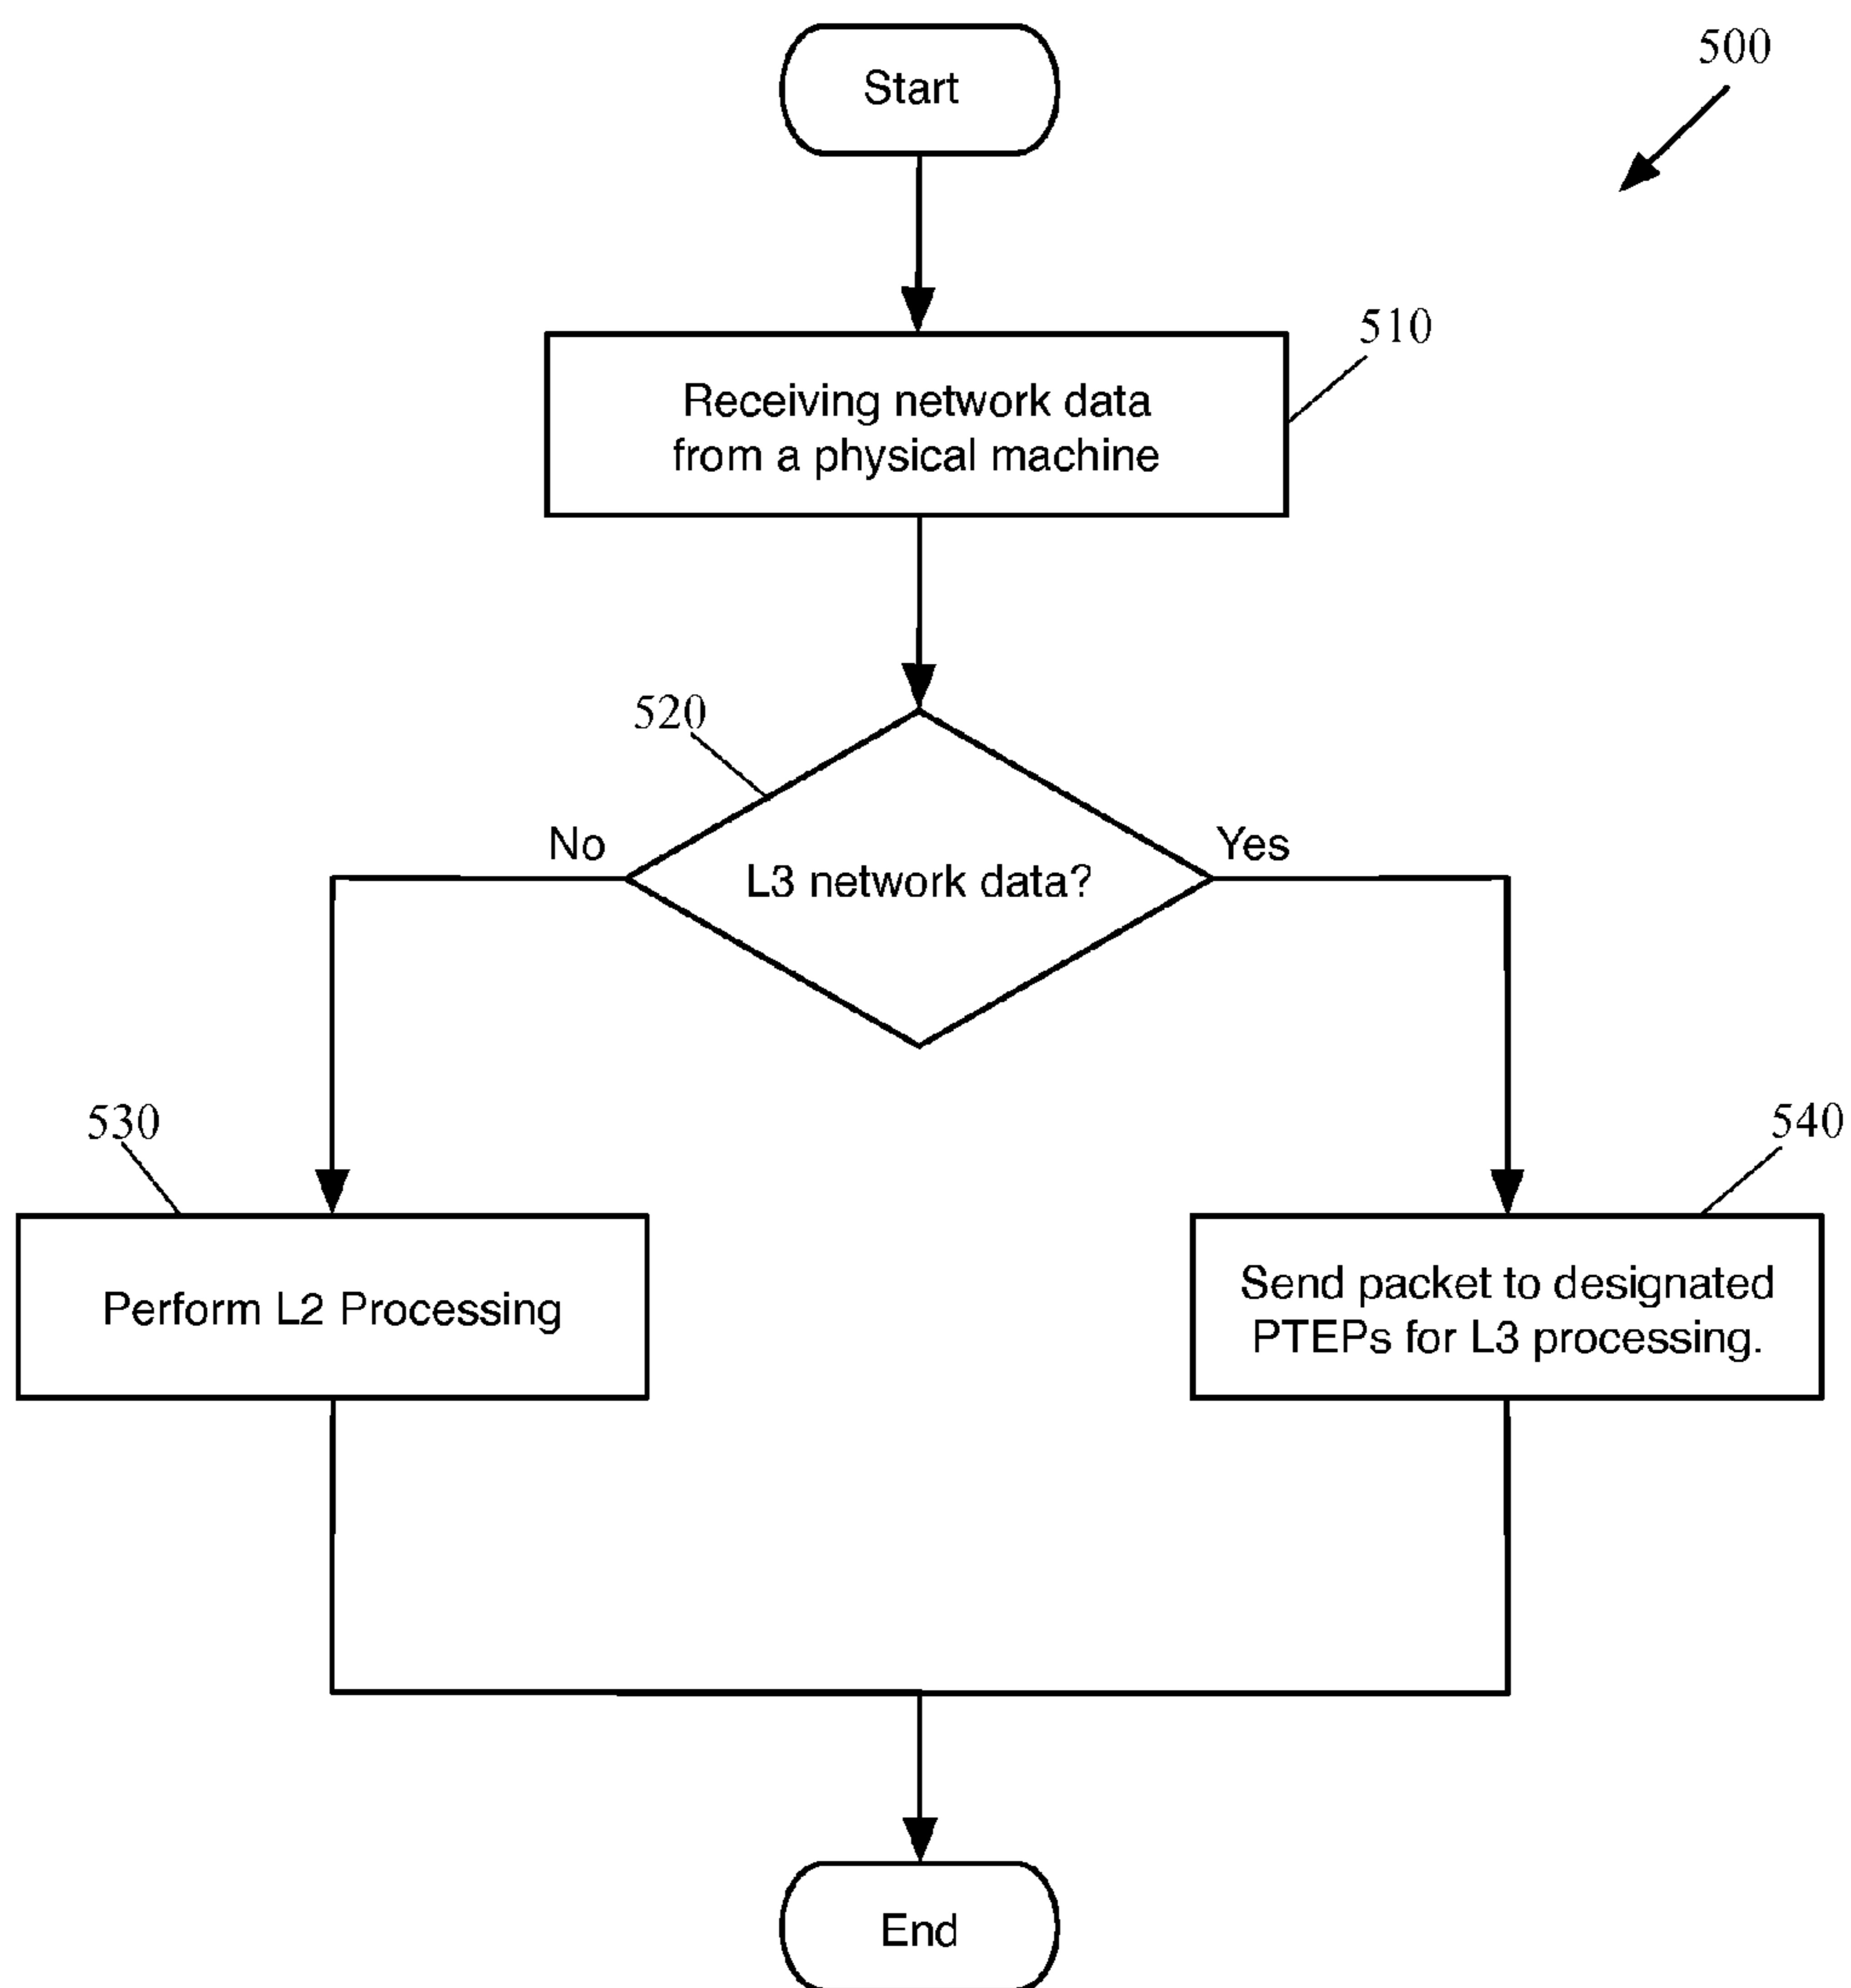 Start
500
Receiving network data
from a physical machine
510
520
No
L3 network data?
Yes
530
Perform L2 Processing
540
Send packet to designated
PTEPs for L3 processing.
End